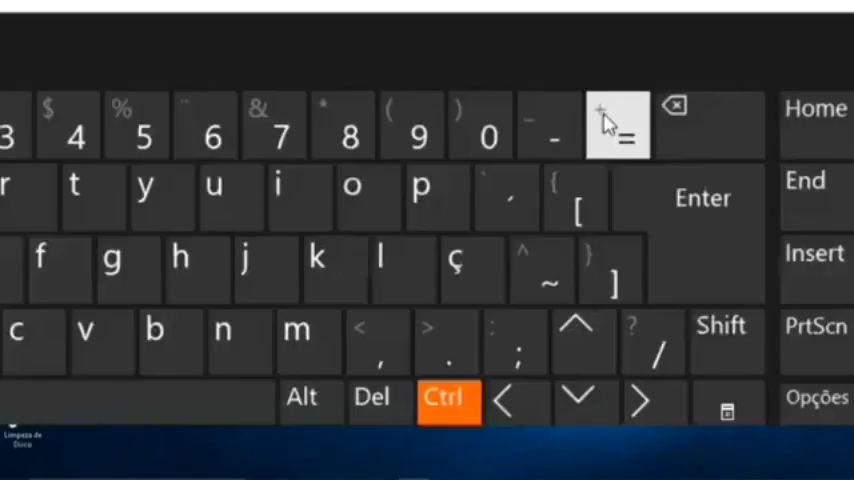 3 $ 4 % 5 ¨ 6 & 7 * 8 ( 9 ) 0 _ - + = Home
r t y u i o p ` ´ { [ Enter End
f g h j k l ç ^ ~ } ] Insert
c v b n m < , > . : ; ? / Shift PrtScn
Alt Del Ctrl Opções
Limpeza de
Disco